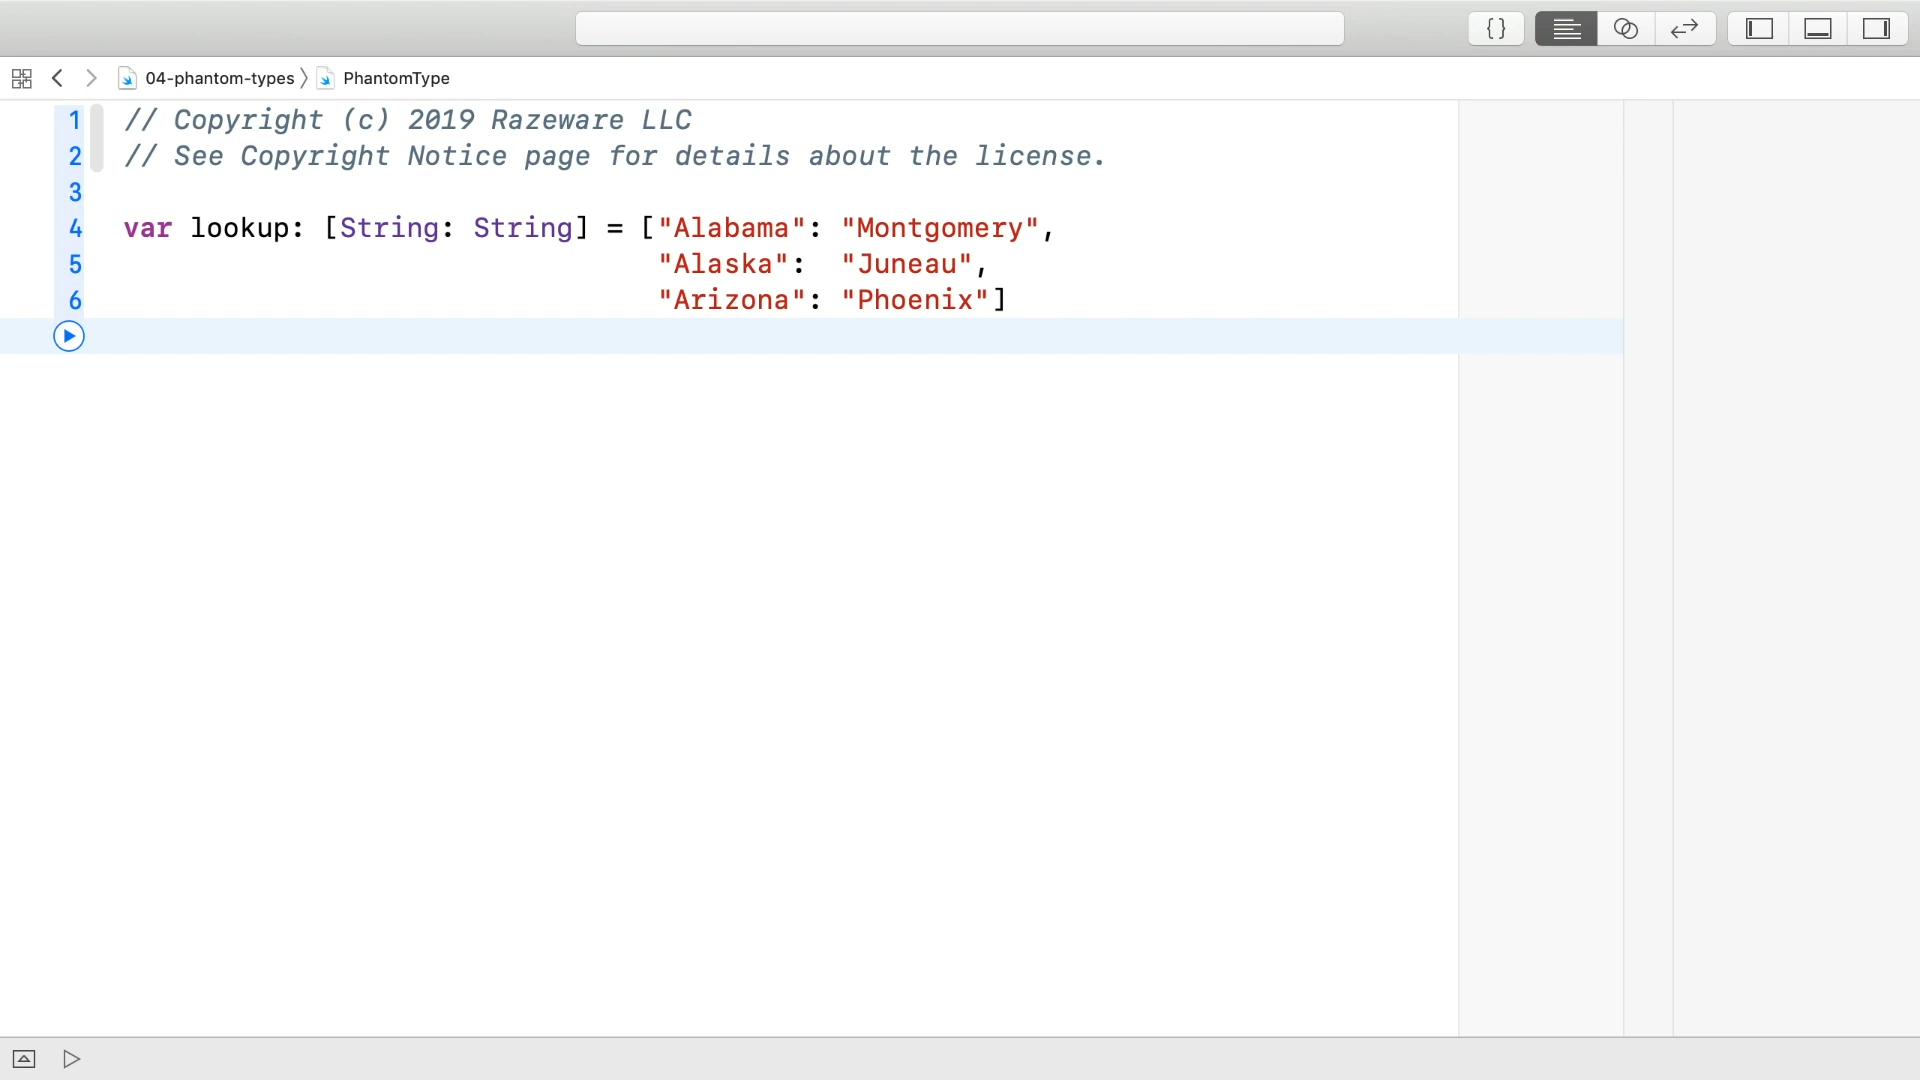 { }
04-phantom-types 〉 PhantomType
1 // Copyright (c) 2019 Razeware LLC
2 // See Copyright Notice page for details about the license.
3
4 var lookup: [String: String] = ["Alabama": "Montgomery",
5 "Alaska":  "Juneau",
6 "Arizona": "Phoenix"]